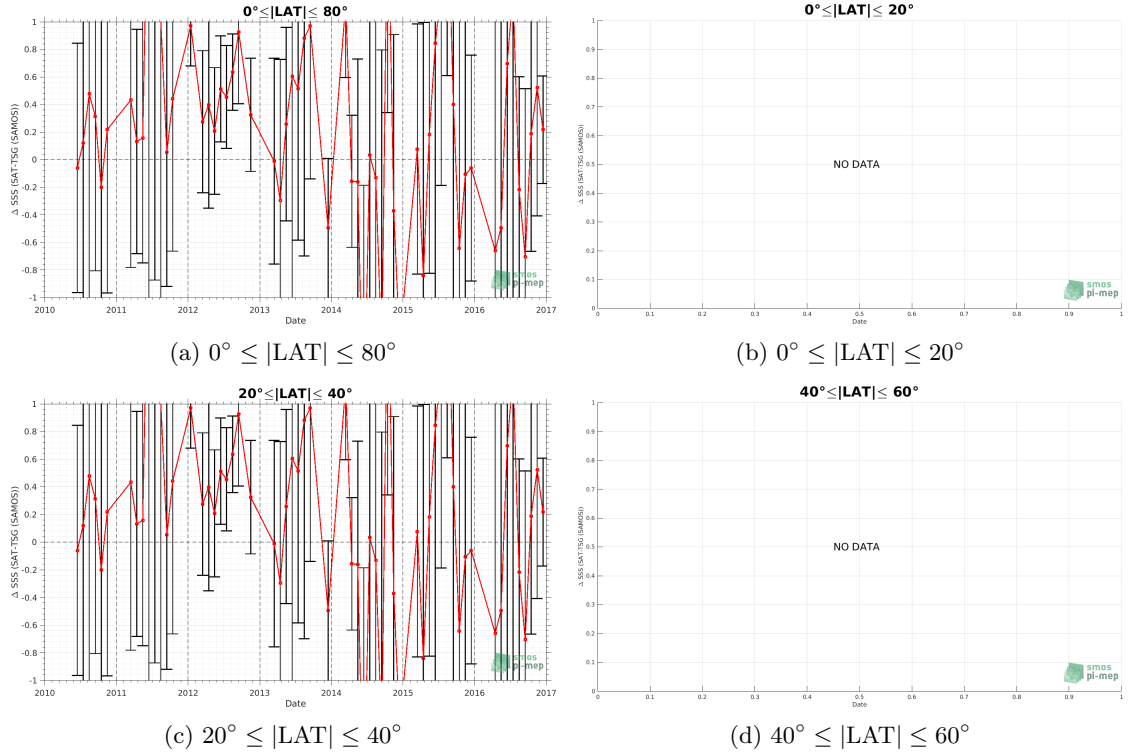 0°≤|LAT|≤ 80°
Δ SSS (SAT-TSG (SAMOS))
1
0.8
0.6
0.4
0.2
0
-0.2
-0.4
-0.6
-0.8
-1
2010 2011 2012 2013 2014 2015 2016 2017
Date
smos
pi-mep
(a) 0° ≤ |LAT| ≤ 80°
0°≤|LAT|≤ 20°
Δ SSS (SAT-TSG (SAMOS))
1
0.9
0.8
0.7
0.6
0.5
0.4
0.3
0.2
0.1
0
NO DATA
0.1 0.2 0.3 0.4 0.5 0.6 0.7 0.8 0.9 1
Date
smos
pi-mep
(b) 0° ≤ |LAT| ≤ 20°
20°≤|LAT|≤ 40°
Δ SSS (SAT-TSG (SAMOS))
1
0.8
0.6
0.4
0.2
0
-0.2
-0.4
-0.6
-0.8
-1
2010 2011 2012 2013 2014 2015 2016 2017
Date
smos
pi-mep
(c) 20° ≤ |LAT| ≤ 40°
40°≤|LAT|≤ 60°
Δ SSS (SAT-TSG (SAMOS))
1
0.9
0.8
0.7
0.6
0.5
0.4
0.3
0.2
0.1
0
NO DATA
0.1 0.2 0.3 0.4 0.5 0.6 0.7 0.8 0.9 1
Date
smos
pi-mep
(d) 40° ≤ |LAT| ≤ 60°